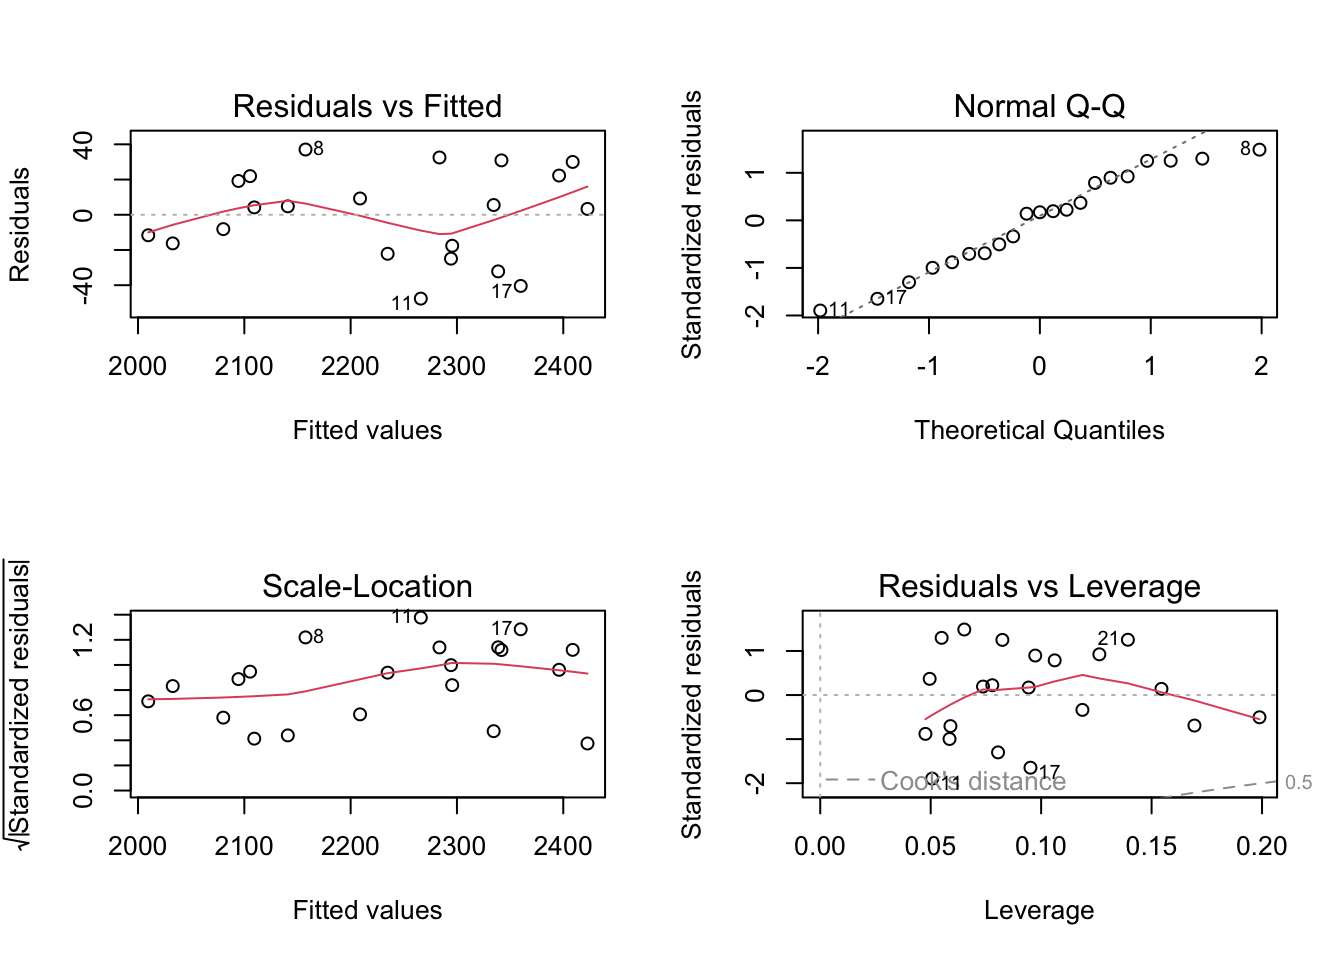 Residuals vs Fitted
Residuals
40
0
-40
8
11
17
2000 2100 2200 2300 2400
Fitted values
Normal Q-Q
Standardized residuals
1
0
-1
-2
8
11
17
-2 -1 0 1 2
Theoretical Quantiles
Scale-Location
√|Standardized residuals|
1.2
0.6
0.0
11
17
8
2000 2100 2200 2300 2400
Fitted values
Residuals vs Leverage
Standardized residuals
1
0
-2
21
17
11
Cook's distance
0.5
0.00 0.05 0.10 0.15 0.20
Leverage